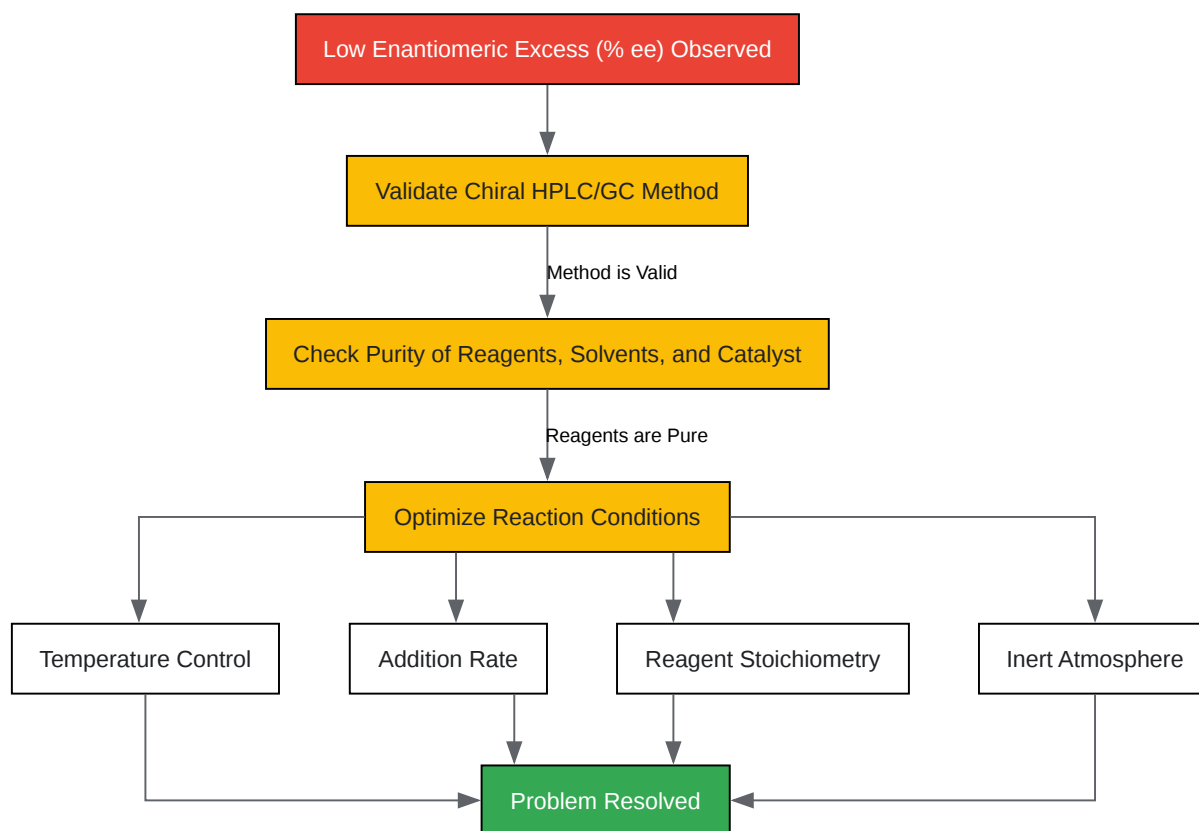 Low Enantiomeric Excess (% ee) Observed
Validate Chiral HPLC/GC Method
Method is Valid
Check Purity of Reagents, Solvents, and Catalyst
Reagents are Pure
Optimize Reaction Conditions
Temperature Control
Addition Rate
Reagent Stoichiometry
Inert Atmosphere
Problem Resolved